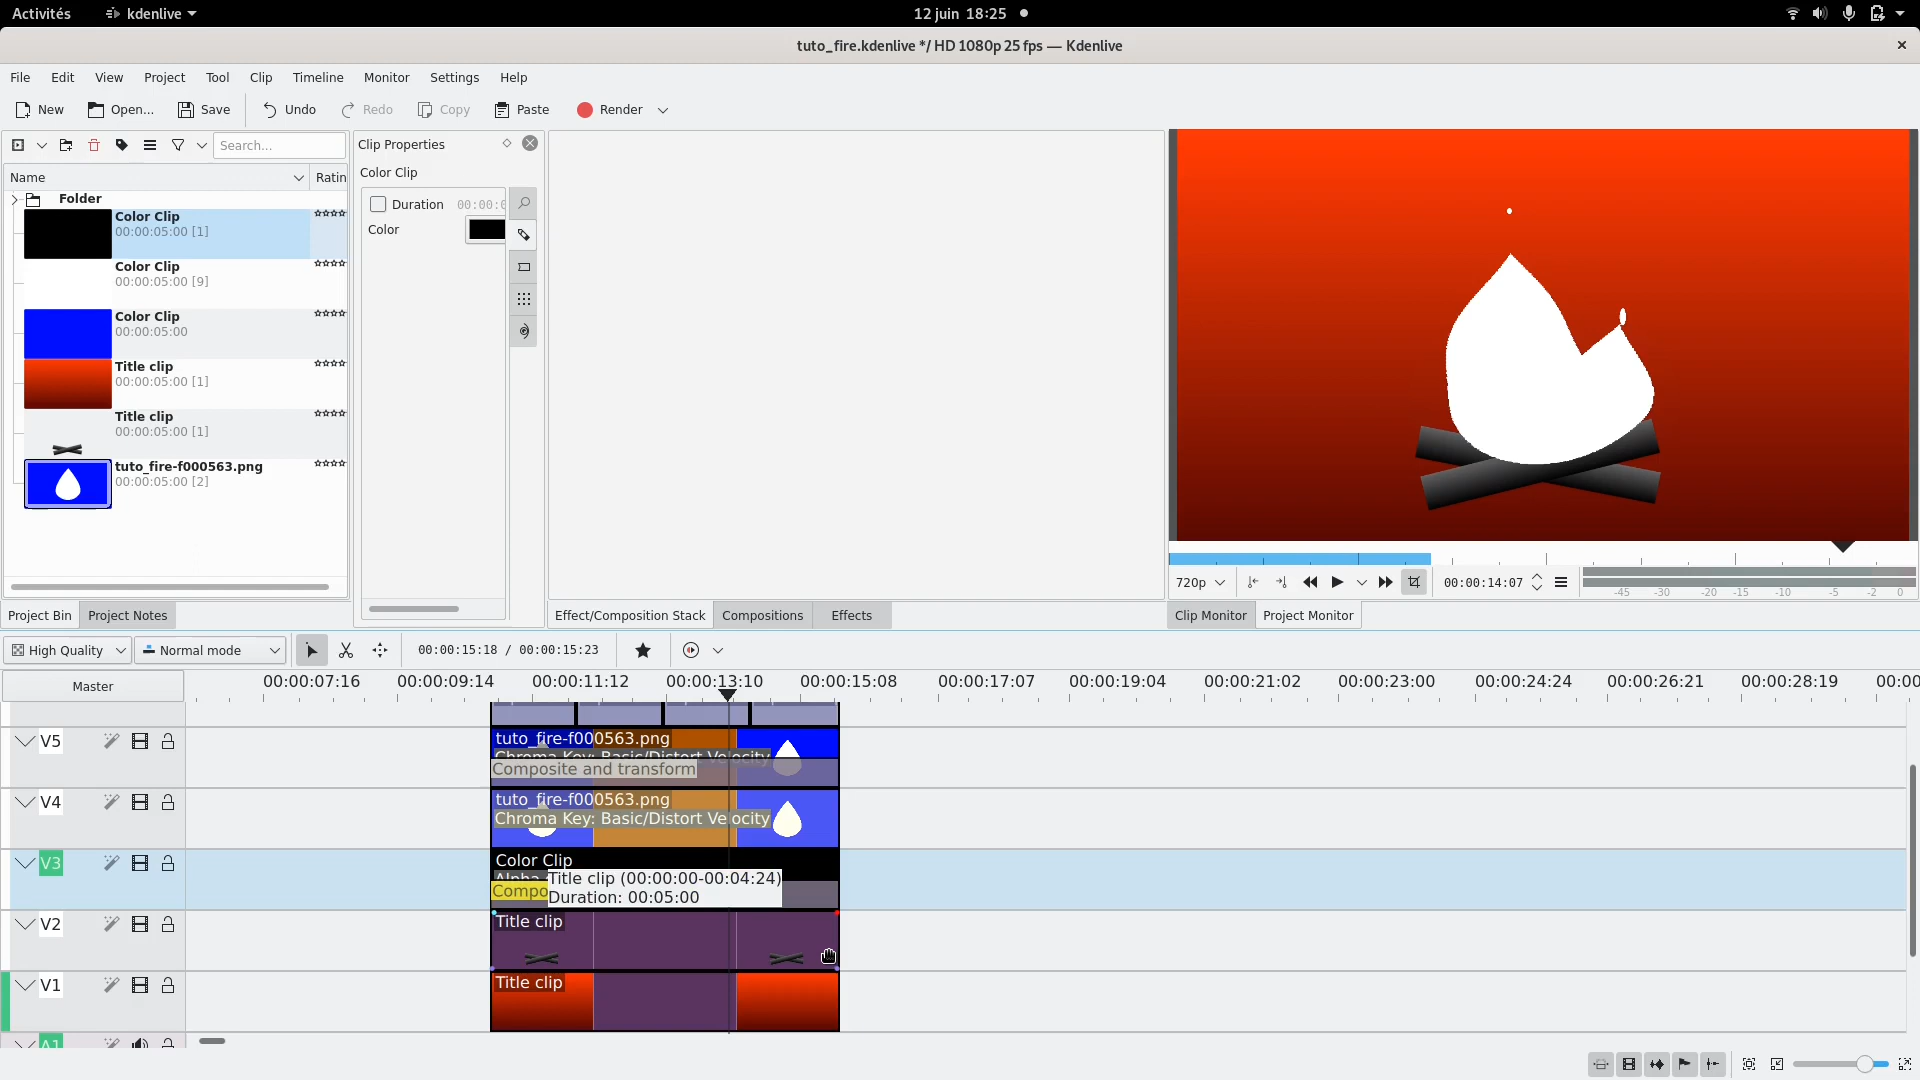 Activités
kdenlive
12 juin 18:25
tuto_fire.kdenlive */ HD 1080p 25 fps — Kdenlive
File Edit View Project Tool Clip Timeline Monitor Settings Help
New Open... Save Undo Redo Copy Paste Render
Search...
Clip Properties
Name Ratin
Color Clip
Folder
Color Clip
00:00:05:00 [1]
Duration 00:00:0
Color
Color Clip
00:00:05:00 [9]
Color Clip
00:00:05:00
Title clip
00:00:05:00 [1]
Title clip
00:00:05:00 [1]
tuto_fire-f000563.png
00:00:05:00 [2]
720p 00:00:14:07
-45 -30 -20 -15 -10 -5 -2 0
Project Bin Project Notes
Effect/Composition Stack Compositions Effects
Clip Monitor Project Monitor
High Quality Normal mode 00:00:15:18 / 00:00:15:23
Master
00:00:07:16 00:00:09:14 00:00:11:12 00:00:13:10 00:00:15:08 00:00:17:07 00:00:19:04 00:00:21:02 00:00:23:00 00:00:24:24 00:00:26:21 00:00:28:19 00:00
V5
tuto_fire-f000563.png
Chroma Key: Basic/Distort Velocity
Composite and transform
V4
tuto_fire-f000563.png
Chroma Key: Basic/Distort Velocity
V3
Color Clip
Alpha
Compo
Title clip (00:00:00-00:04:24)
Duration: 00:05:00
V2
Title clip
V1
Title clip
A1